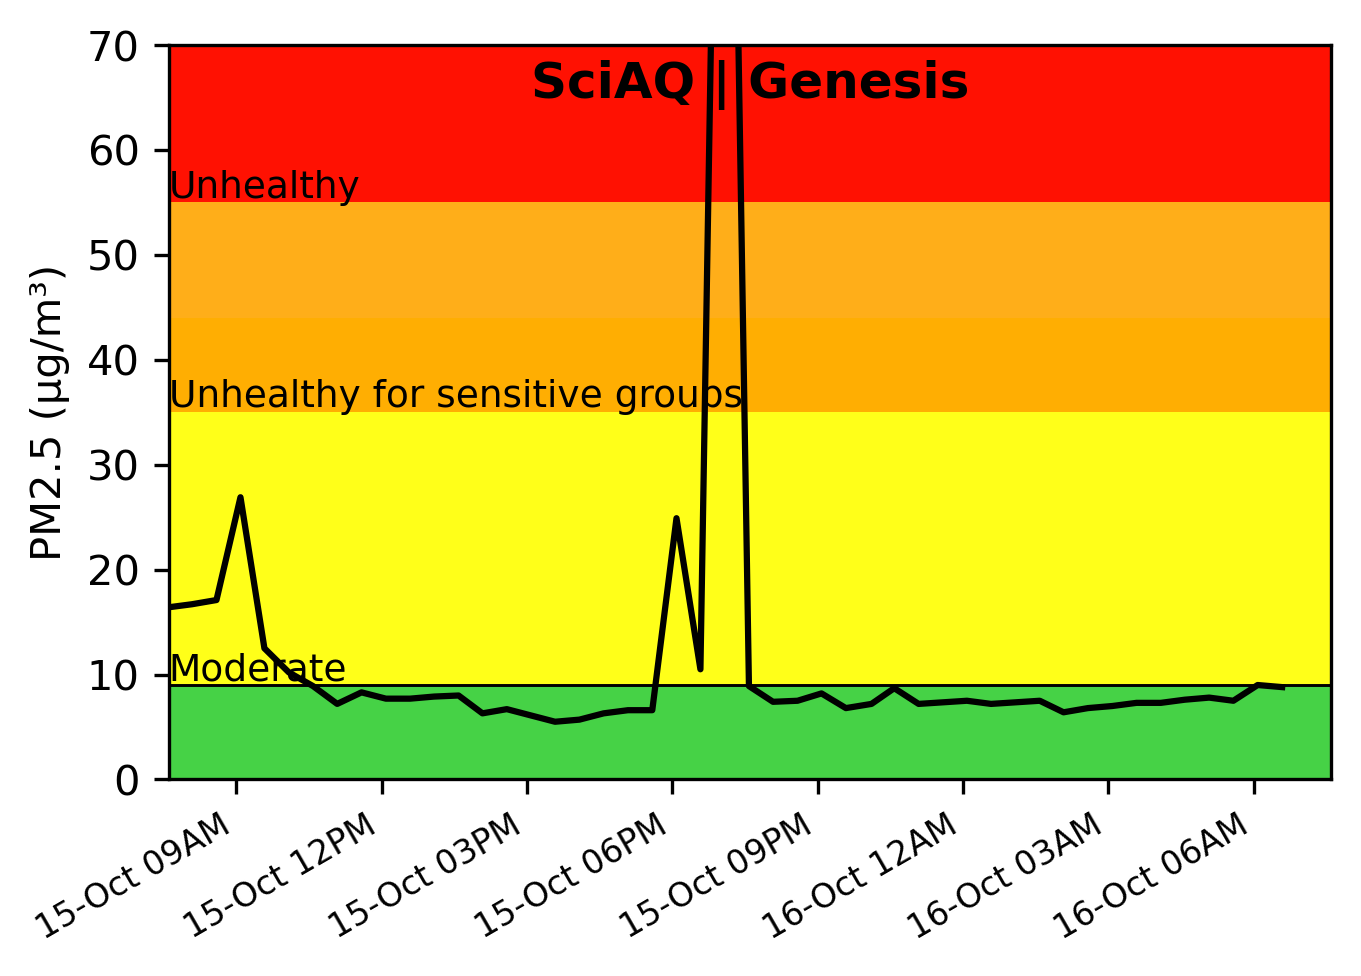 SciAQ | Genesis
PM2.5 (µg/m³)
70
60
50
40
30
20
10
0
Unhealthy
Unhealthy for sensitive groups
Moderate
15-Oct 09AM
15-Oct 12PM
15-Oct 03PM
15-Oct 06PM
15-Oct 09PM
16-Oct 12AM
16-Oct 03AM
16-Oct 06AM